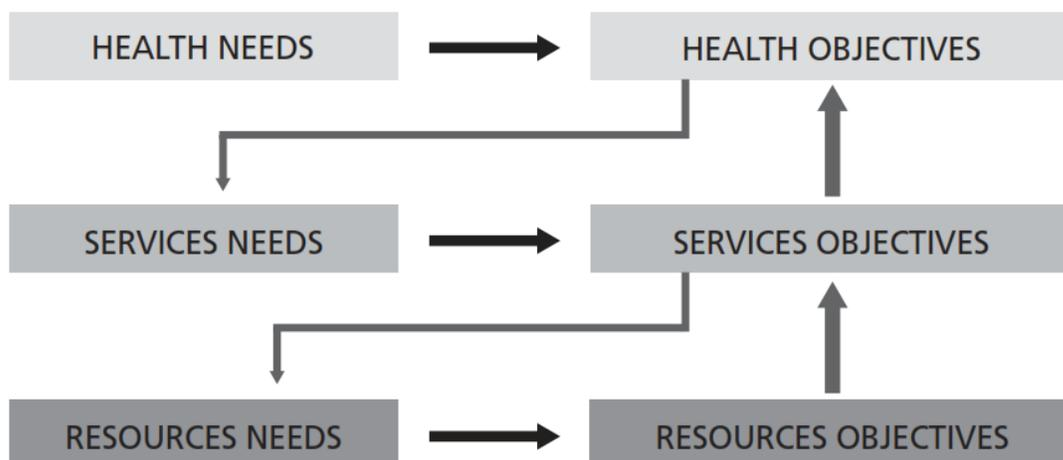 HEALTH NEEDS
HEALTH OBJECTIVES
SERVICES NEEDS
SERVICES OBJECTIVES
RESOURCES NEEDS
RESOURCES OBJECTIVES